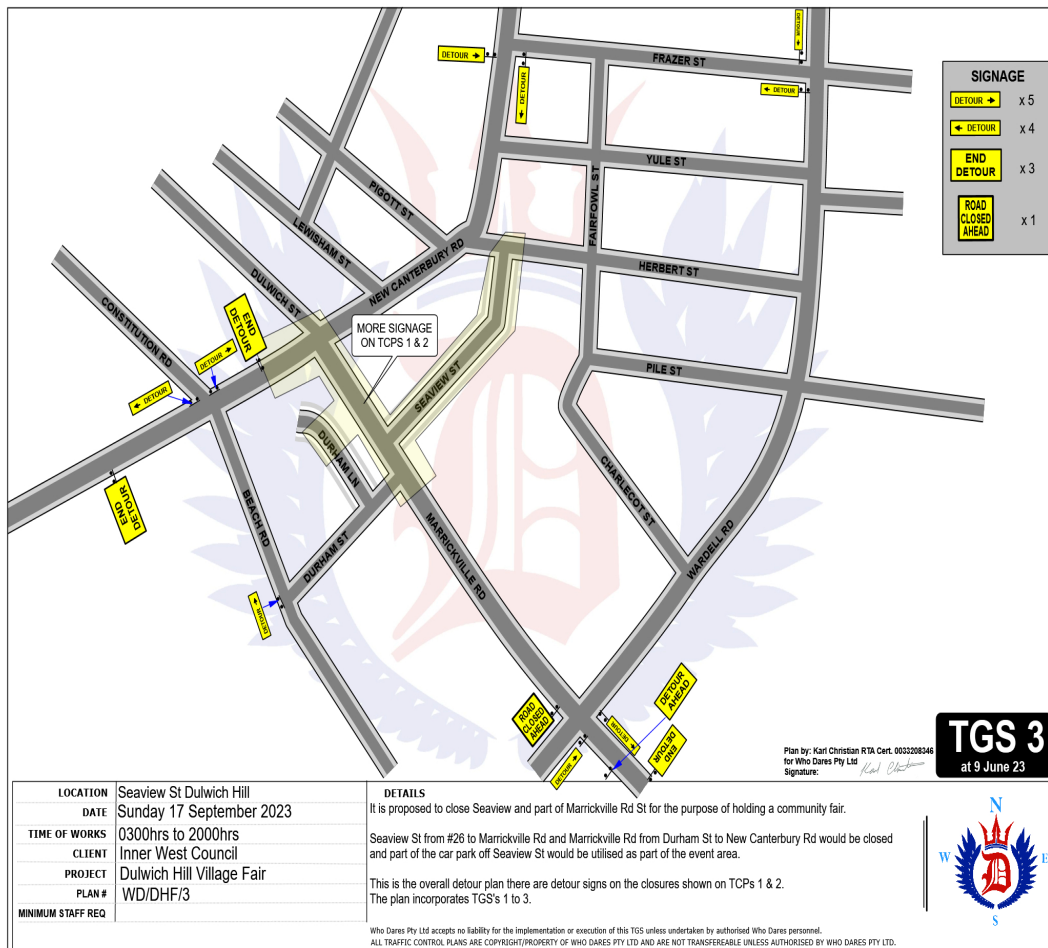 DETOUR
DETOUR
DETOUR
DETOUR
FRAZER ST
YULE ST
FAIRFOWL ST
HERBERT ST
PILE ST
PIGOTT ST
LEWISHAM ST
DULWICH ST
NEW CANTERBURY RD
CONSTITUTION RD
END
DETOUR
DETOUR
DETOUR
END
DETOUR
MORE SIGNAGE
ON TCPS 1 & 2
SEAVIEW ST
DURHAM LN
DURHAM ST
BEACH RD
MARRICKVILLE RD
CHARLECOT ST
WARDELL RD
DETOUR
ROAD
CLOSED
AHEAD
DETOUR
DETOUR
DETOUR
AHEAD
END
DETOUR
SIGNAGE
DETOUR x 5
DETOUR x 4
END
DETOUR x 3
ROAD
CLOSED
AHEAD x 1
Plan by: Karl Christian RTA Cert. 0033208346
for Who Dares Pty Ltd
Signature:
TGS 3
at 9 June 23
LOCATION Seaview St Dulwich Hill
DATE Sunday 17 September 2023
TIME OF WORKS 0300hrs to 2000hrs
CLIENT Inner West Council
PROJECT Dulwich Hill Village Fair
PLAN # WD/DHF/3
MINIMUM STAFF REQ
DETAILS
It is proposed to close Seaview and part of Marrickville Rd St for the purpose of holding a community fair.
Seaview St from #26 to Marrickville Rd and Marrickville Rd from Durham St to New Canterbury Rd would be closed
and part of the car park off Seaview St would be utilised as part of the event area.
This is the overall detour plan there are detour signs on the closures shown on TCPs 1 & 2.
The plan incorporates TGS's 1 to 3.
Who Dares Pty Ltd accepts no liability for the implementation or execution of this TGS unless undertaken by authorised Who Dares personnel.
ALL TRAFFIC CONTROL PLANS ARE COPYRIGHT/PROPERTY OF WHO DARES PTY LTD AND ARE NOT TRANSFEREABLE UNLESS AUTHORISED BY WHO DARES PTY LTD.
N
W
E
D
S